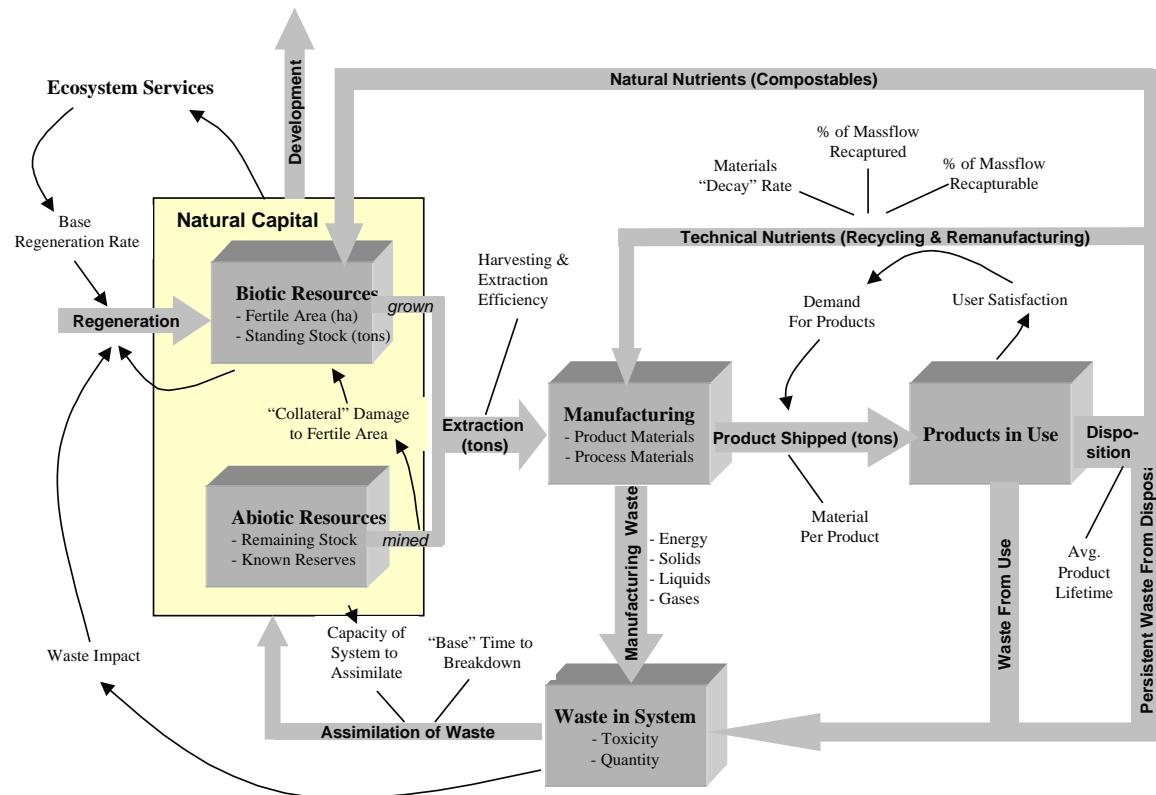 Development
Natural Nutrients (Compostables)
Ecosystem Services
% of Massflow
Recaptured
Materials
“Decay” Rate
% of Massflow
Recapturable
Base
Regeneration Rate
Natural Capital
Technical Nutrients (Recycling & Remanufacturing)
Harvesting &
Extraction
Efficiency
Biotic Resources
- Fertile Area (ha)
- Standing Stock (tons)
grown
Regeneration
Demand
For Products
User Satisfaction
“Collateral” Damage
to Fertile Area
Extraction
(tons)
Manufacturing
- Product Materials
- Process Materials
Product Shipped (tons)
Products in Use
Dispo-
sition
Abiotic Resources
- Remaining Stock
- Known Reserves
mined
Manufacturing Waste
- Energy
- Solids
- Liquids
- Gases
Material
Per Product
Waste From Use
Avg.
Product
Lifetime
Persistent Waste From Disposa
Waste Impact
Capacity of
System to
Assimilate
“Base” Time to
Breakdown
Assimilation of Waste
Waste in System
- Toxicity
- Quantity